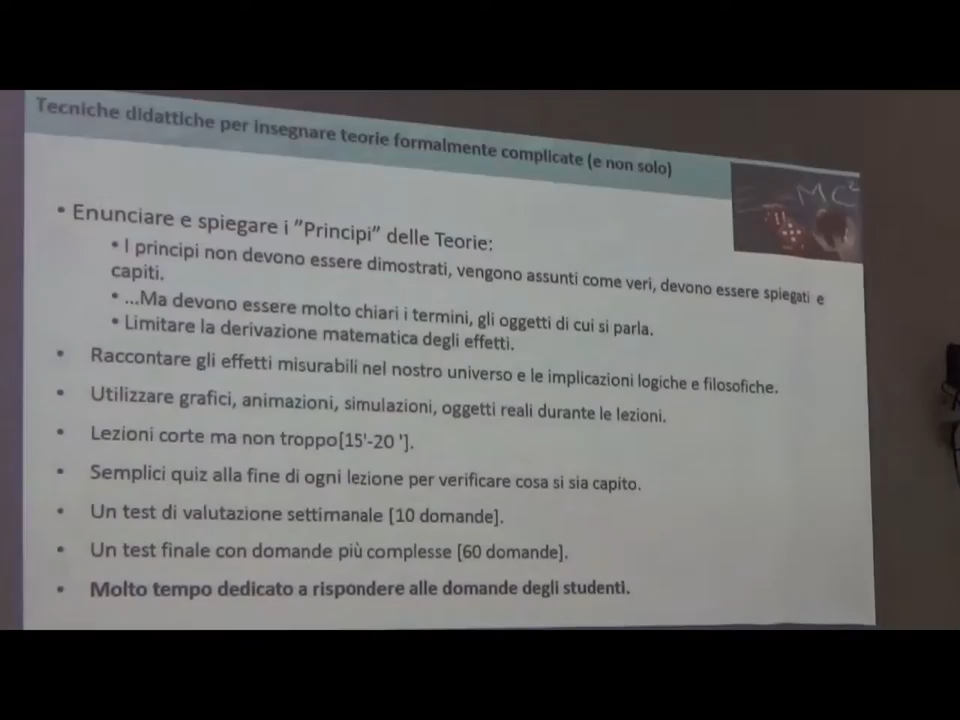 Tecniche didattiche per insegnare teorie formalmente complicate (e non solo)
MC²
• Enunciare e spiegare i "Principi" delle Teorie:
• I principi non devono essere dimostrati, vengono assunti come veri, devono essere spiegati e
capiti.
• ...Ma devono essere molto chiari i termini, gli oggetti di cui si parla.
• Limitare la derivazione matematica degli effetti.
• Raccontare gli effetti misurabili nel nostro universo e le implicazioni logiche e filosofiche.
• Utilizzare grafici, animazioni, simulazioni, oggetti reali durante le lezioni.
• Lezioni corte ma non troppo[15'-20 '].
• Semplici quiz alla fine di ogni lezione per verificare cosa si sia capito.
• Un test di valutazione settimanale [10 domande].
• Un test finale con domande più complesse [60 domande].
• Molto tempo dedicato a rispondere alle domande degli studenti.